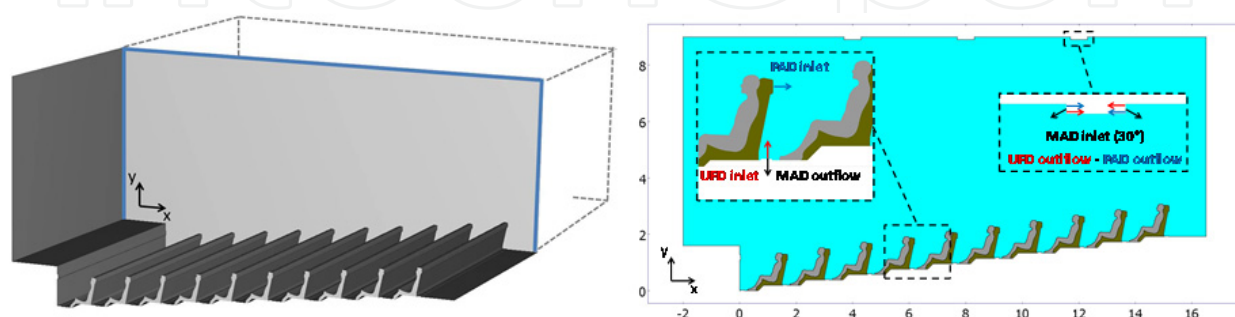 y
x
8
6
4
2
0
-2
0
2
4
6
8
10
12
14
16
y
x
PAD inlet
UFD inlet
MAD outflow
MAD inlet (30°)
UFD outflow - PAD outflow